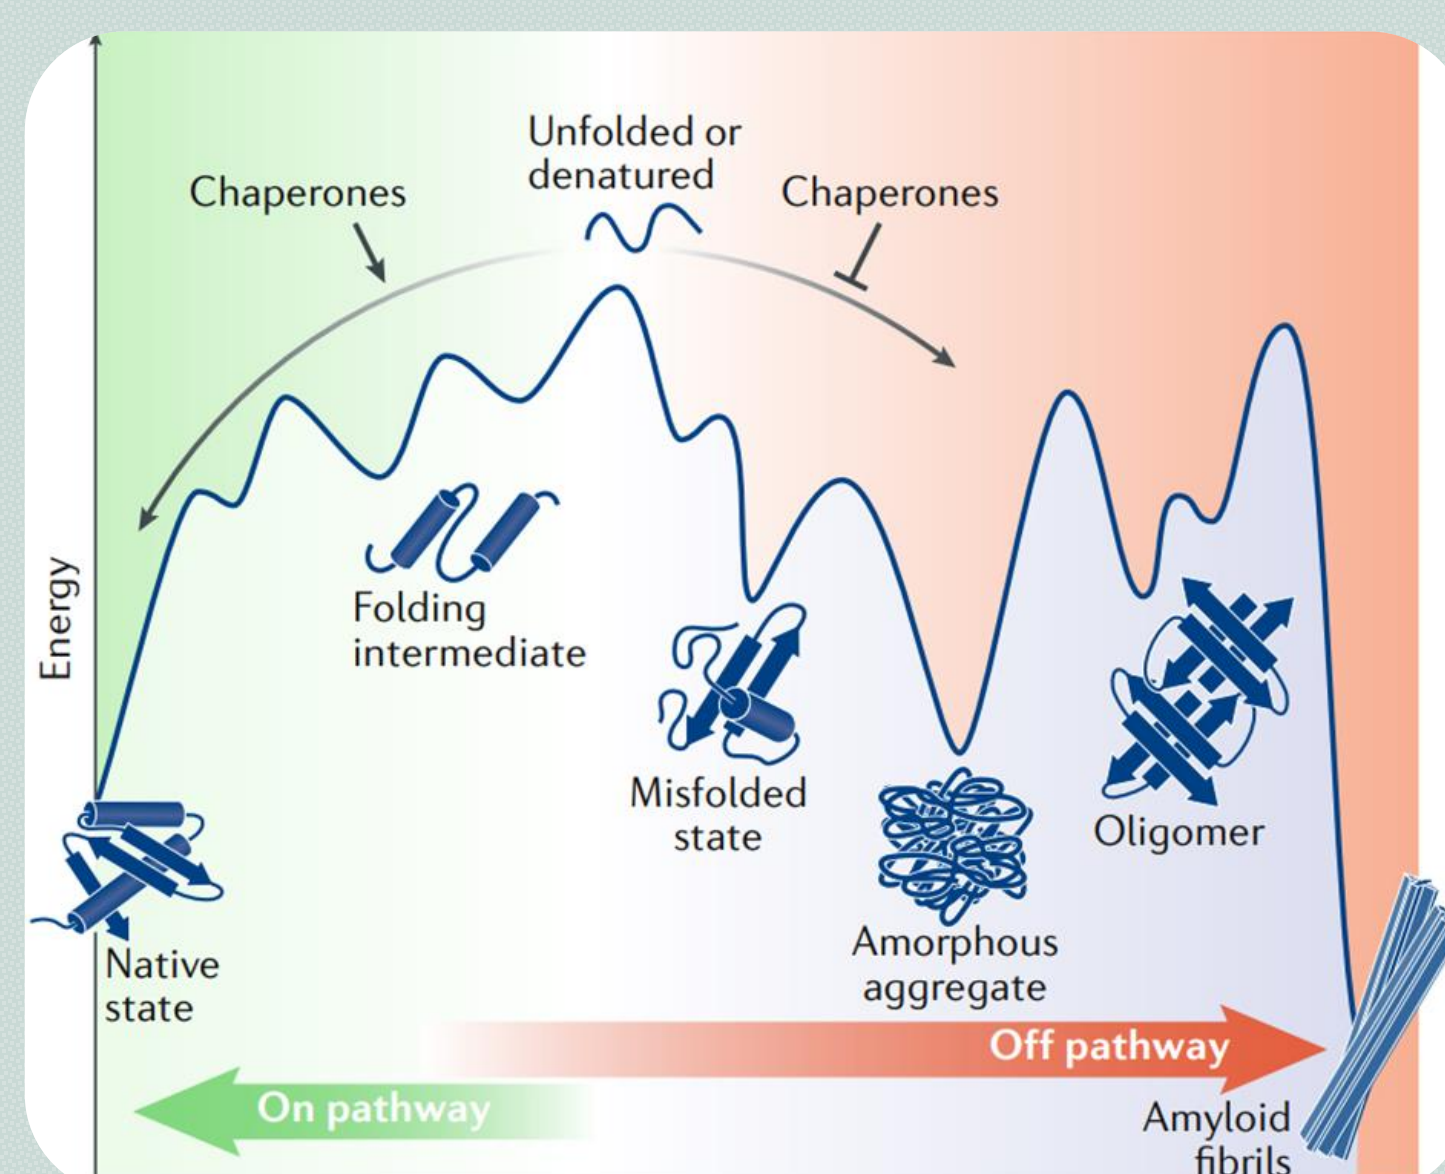 Unfolded or
denatured
Chaperones
Chaperones
Energy
Folding
intermediate
Misfolded
state
Oligomer
Amorphous
aggregate
Native
state
Off pathway
On pathway
Amyloid
fibrils